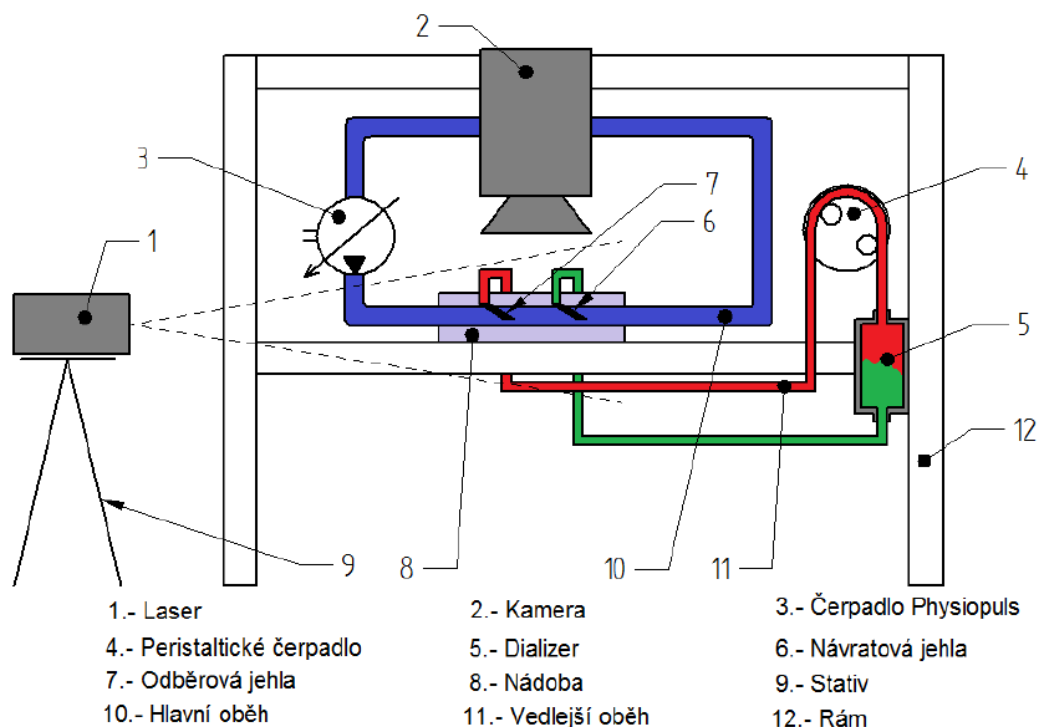 2
3
7
4
6
1
5
12
9
8
10
11
1.- Laser
2.- Kamera
3.- Čerpadlo Physiopuls
4.- Peristaltické čerpadlo
5.- Dializer
6.- Návratová jehla
7.- Odběrová jehla
8.- Nádoba
9.- Stativ
10.- Hlavní oběh
11.- Vedlejší oběh
12.- Rám